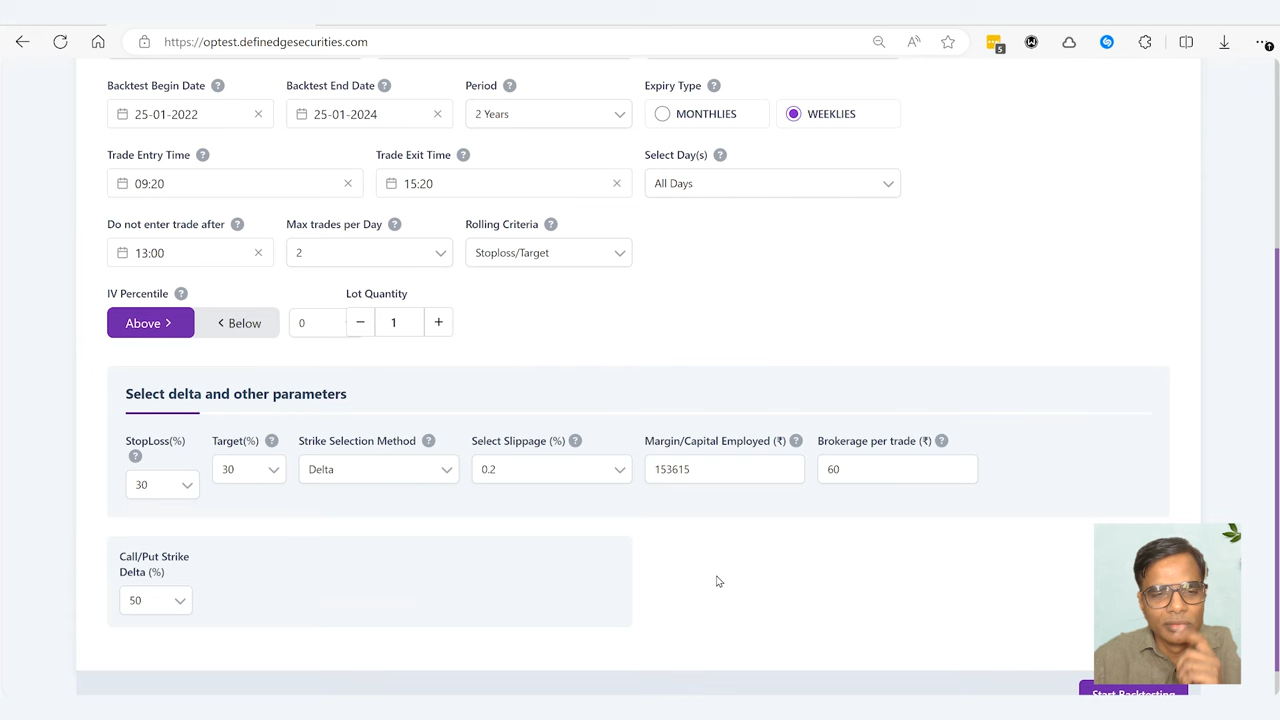 https://optest.definedgesecurities.com
5
Backtest Begin Date ? Backtest End Date ? Period ? Expiry Type ?
25-01-2022 25-01-2024 2 Years MONTHLIES WEEKLIES
Trade Entry Time ? Trade Exit Time ? Select Day(s) ?
09:20 15:20 All Days
Do not enter trade after ? Max trades per Day ? Rolling Criteria ?
13:00 2 Stoploss/Target
IV Percentile ? Lot Quantity
Above > < Below 0 − 1 +
Select delta and other parameters
StopLoss(%) ? Target(%) ? Strike Selection Method ? Select Slippage (%) ? Margin/Capital Employed (₹) ? Brokerage per trade (₹) ?
30 30 Delta 0.2 153615 60
Call/Put Strike
Delta (%)
50
Start Backtesting